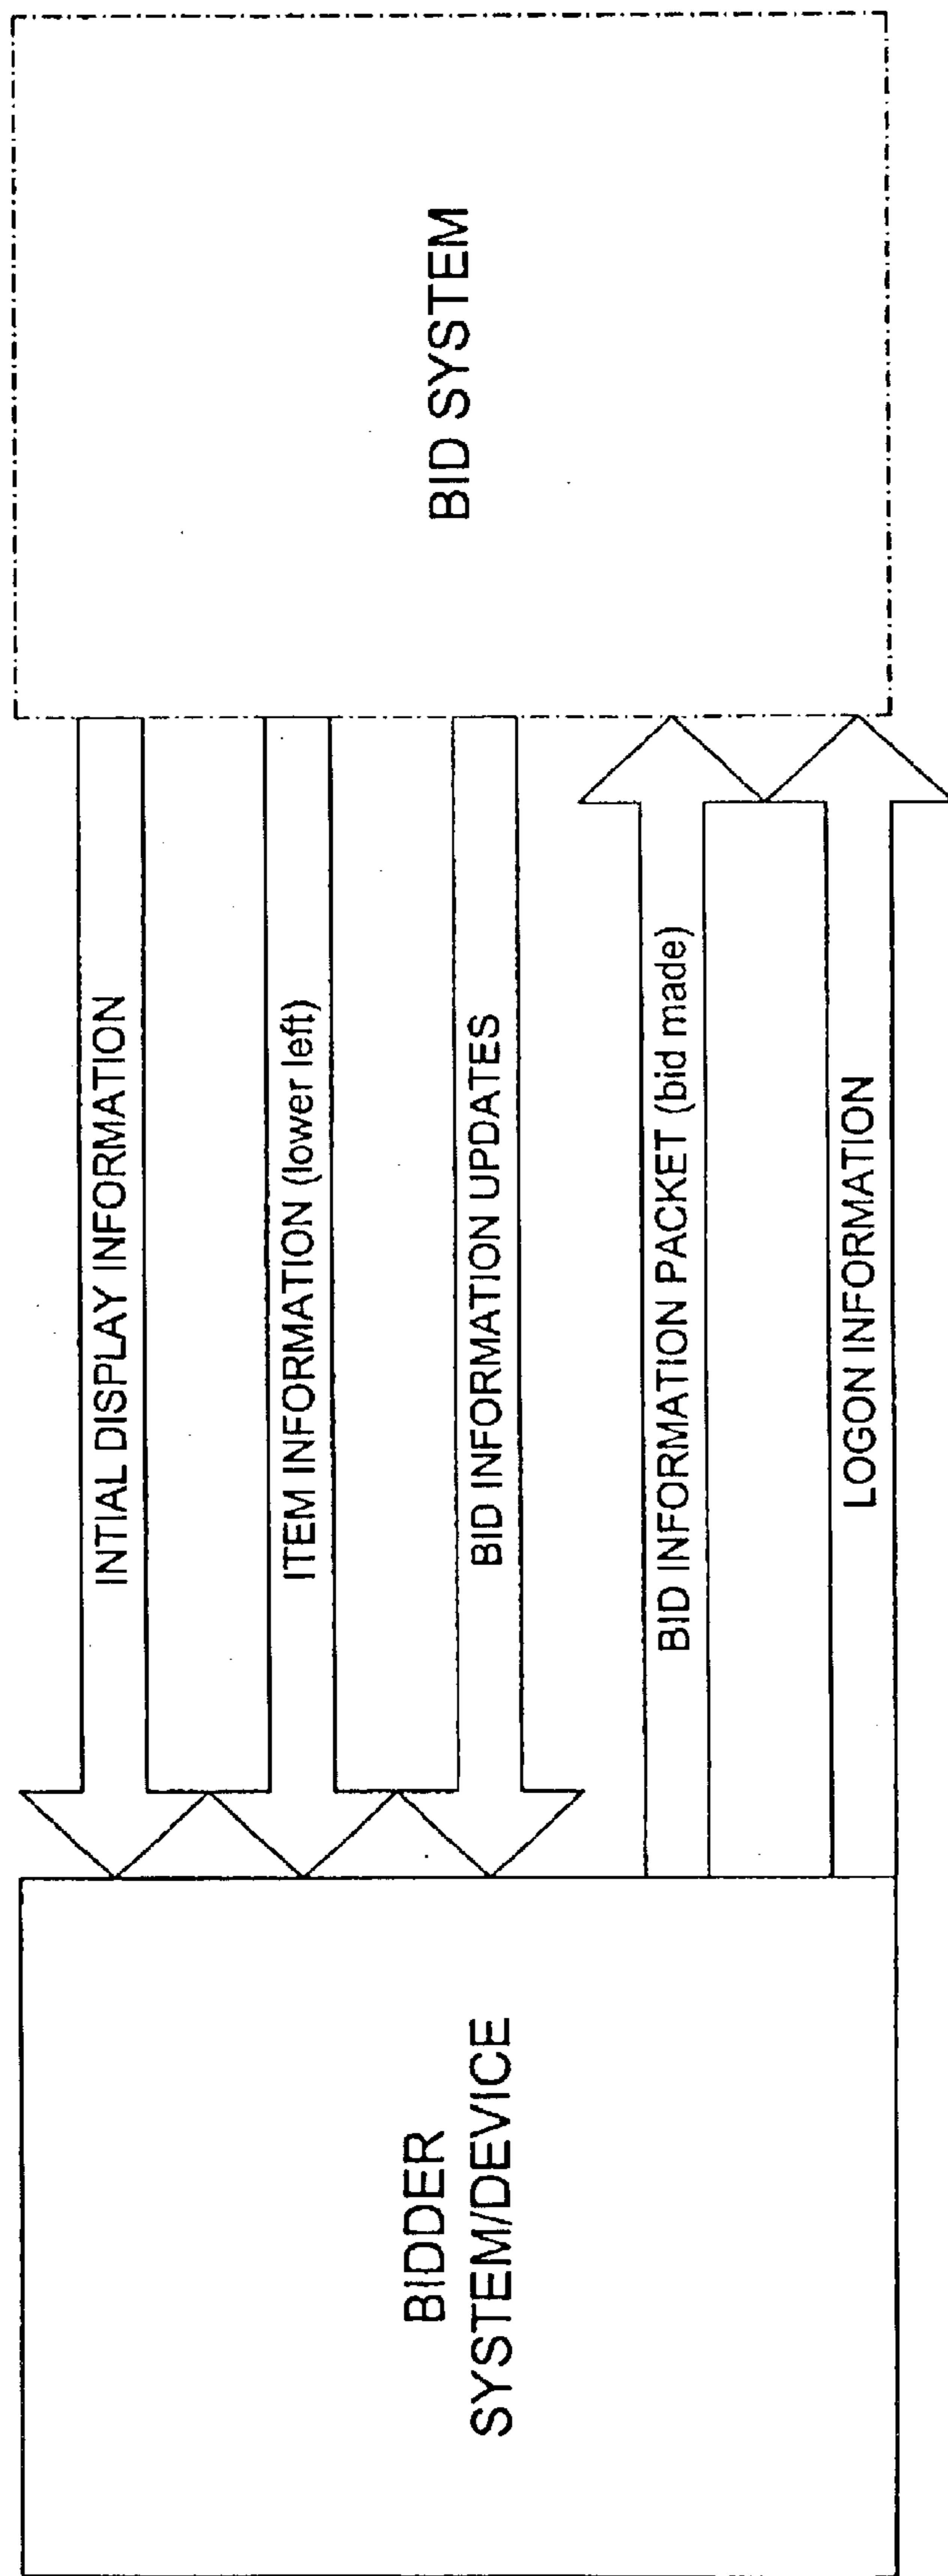 BIDDER
SYSTEM/DEVICE
INTIAL DISPLAY INFORMATION
ITEM INFORMATION (lower left)
BID INFORMATION UPDATES
BID INFORMATION PACKET (bid made)
LOGON INFORMATION
BID SYSTEM